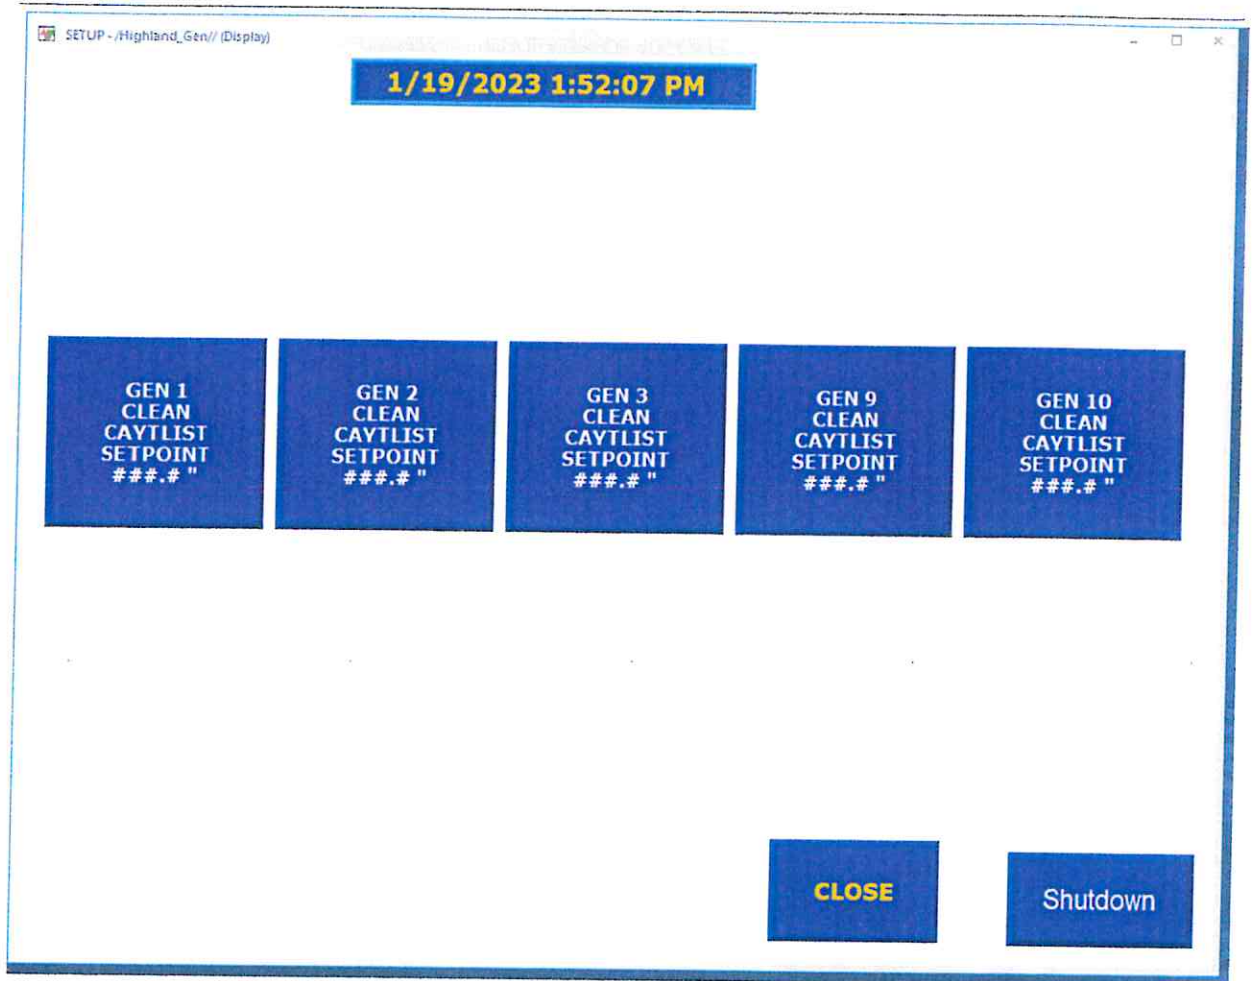 SETUP - /Highland_Gen// (Display)
1/19/2023 1:52:07 PM
GEN 1
CLEAN
CAYTLIST
SETPOINT
###.# "
GEN 2
CLEAN
CAYTLIST
SETPOINT
###.# "
GEN 3
CLEAN
CAYTLIST
SETPOINT
###.# "
GEN 9
CLEAN
CAYTLIST
SETPOINT
###.# "
GEN 10
CLEAN
CAYTLIST
SETPOINT
###.# "
CLOSE
Shutdown